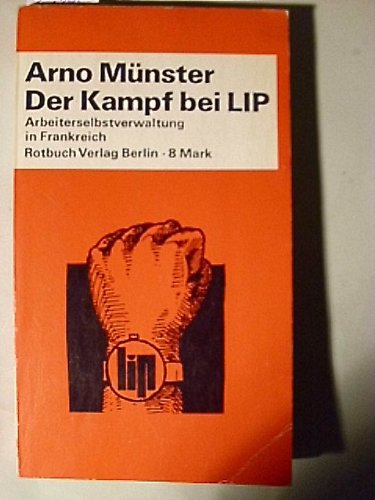 Arno Münster
Der Kampf bei LIP
Arbeiterselbstverwaltung
in Frankreich
Rotbuch Verlag Berlin · 8 Mark
lip